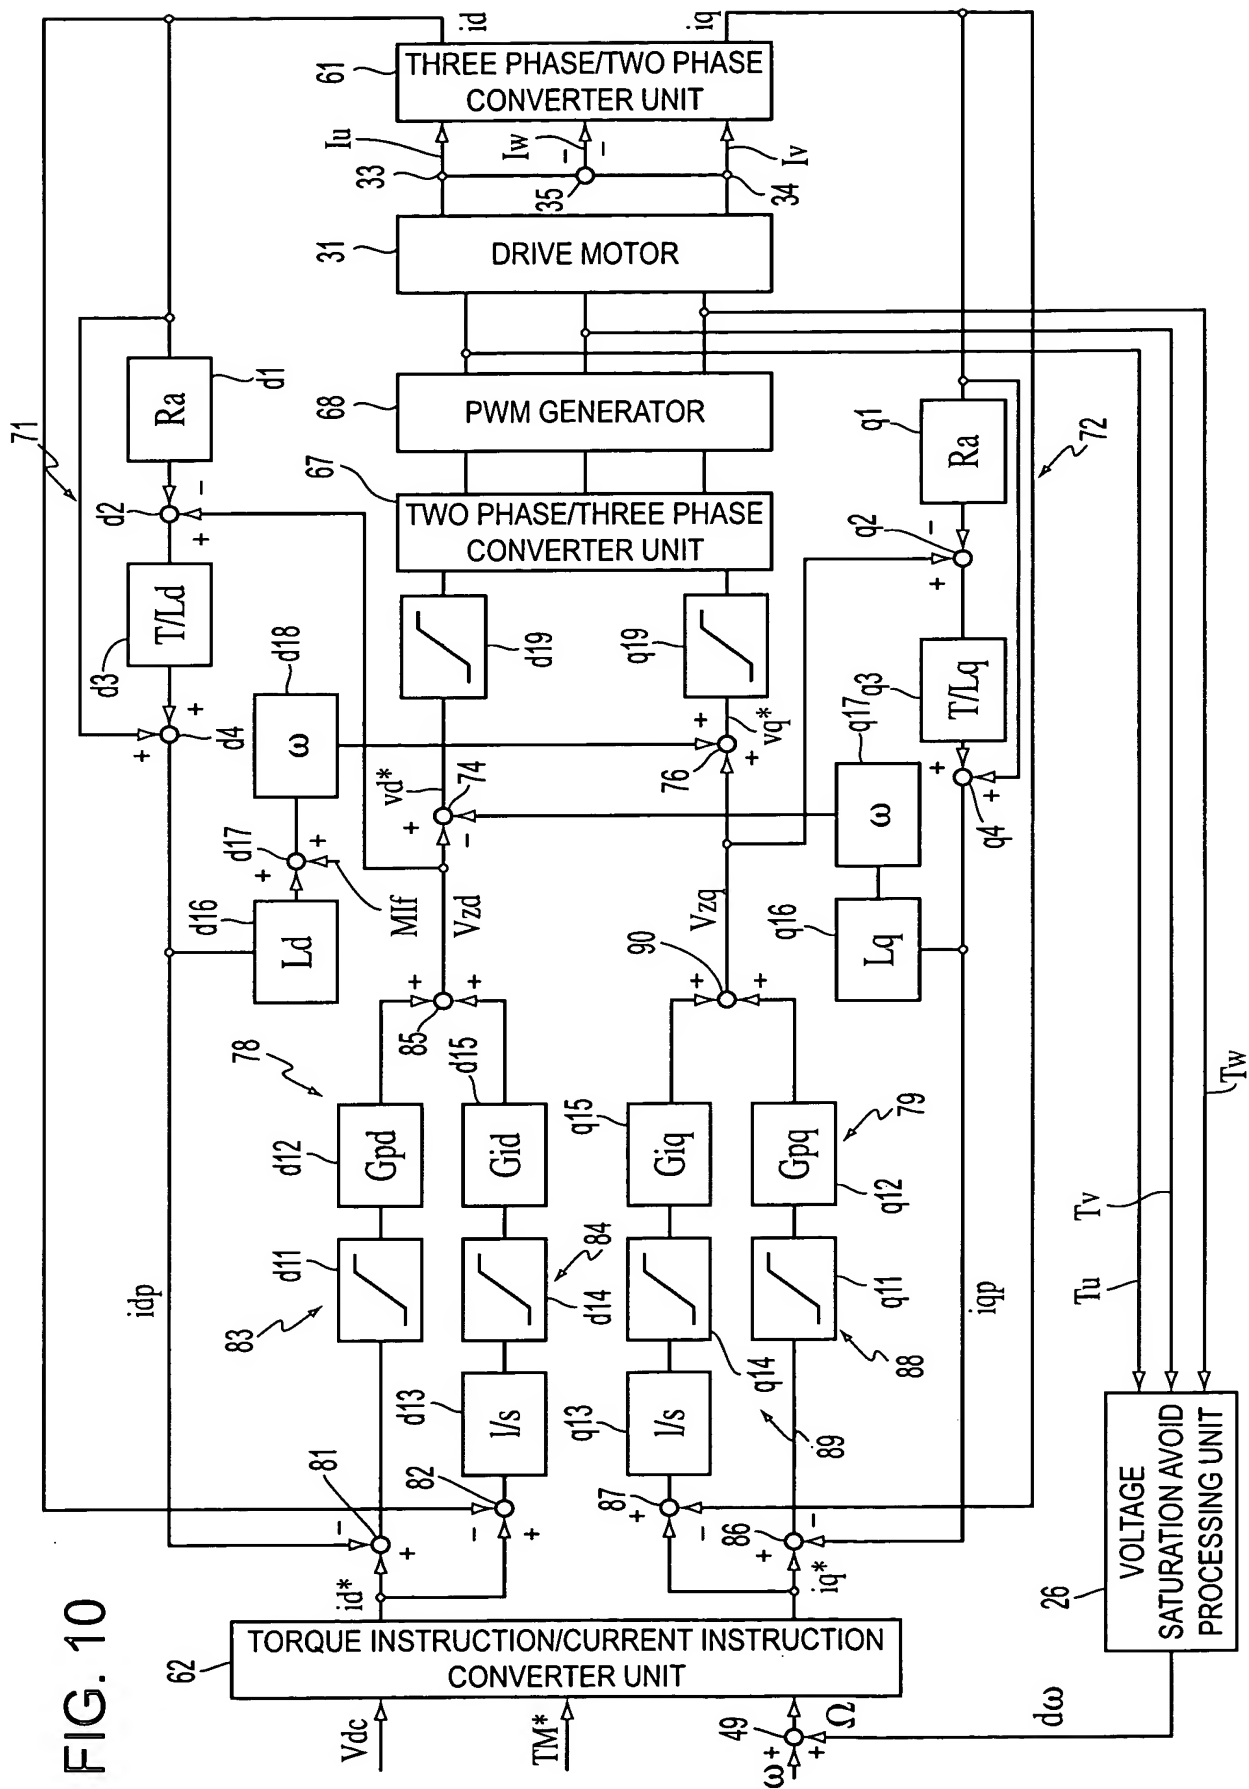 FIG. 10
id
iq
61
THREE PHASE/TWO PHASE
CONVERTER UNIT
Iu
Iw
Iv
−
−
33
35
34
31
DRIVE MOTOR
71
Ra
d1
68
PWM GENERATOR
q1
Ra
72
d2
−
+
67
TWO PHASE/THREE PHASE
CONVERTER UNIT
q2
−
+
d3
T/Ld
d18
ω
d19
q19
q17
q3
T/Lq
+
+
d4
vd*
74
+
−
76
+
+
vq*
ω
+
+
q4
d17
+
+
d16
Ld
MIf
Vzd
Vzq
q16
Lq
90
+
+
85
+
+
78
d15
d12
Gpd
Gid
q15
Giq
Gpq
79
q12
idp
d11
83
84
d14
q14
q11
88
iqp
Tu
Tv
Tw
d13
1/s
q13
1/s
89
81
−
+
82
−
+
87
+
−
86
+
−
id*
iq*
62
TORQUE INSTRUCTION/CURRENT INSTRUCTION
CONVERTER UNIT
26
VOLTAGE
SATURATION AVOID
PROCESSING UNIT
Vdc
TM*
49
ω
+
+
Ω
dω